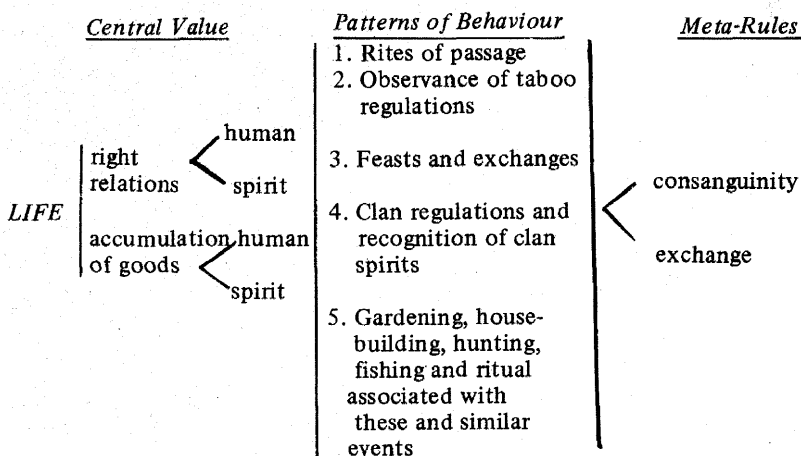 Central Value
Patterns of Behaviour
Meta-Rules
LIFE
right
relations
human
spirit
accumulation
of goods
human
spirit
1. Rites of passage
2. Observance of taboo
regulations
3. Feasts and exchanges
4. Clan regulations and
recognition of clan
spirits
5. Gardening, house-
building, hunting,
fishing and ritual
associated with
these and similar
events
consanguinity
exchange